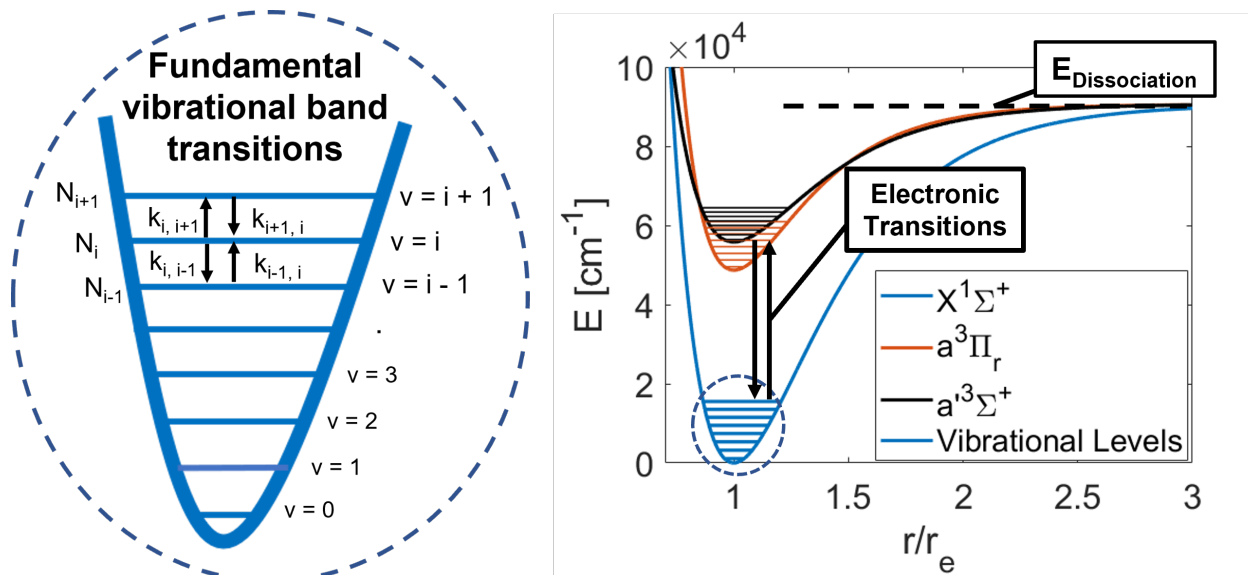 Fundamental
vibrational band
transitions
N_{i+1}
k_{i, i+1}
k_{i+1, i}
v = i + 1
N_i
v = i
k_{i, i-1}
k_{i-1, i}
N_{i-1}
v = i - 1
.
v = 3
v = 2
v = 1
v = 0
×10^4
10
8
6
4
2
0
E [cm^{-1}]
E_{Dissociation}
Electronic
Transitions
X^1Σ^+
a^3Π_r
a'^3Σ^+
Vibrational Levels
1
1.5
2
2.5
3
r/r_e